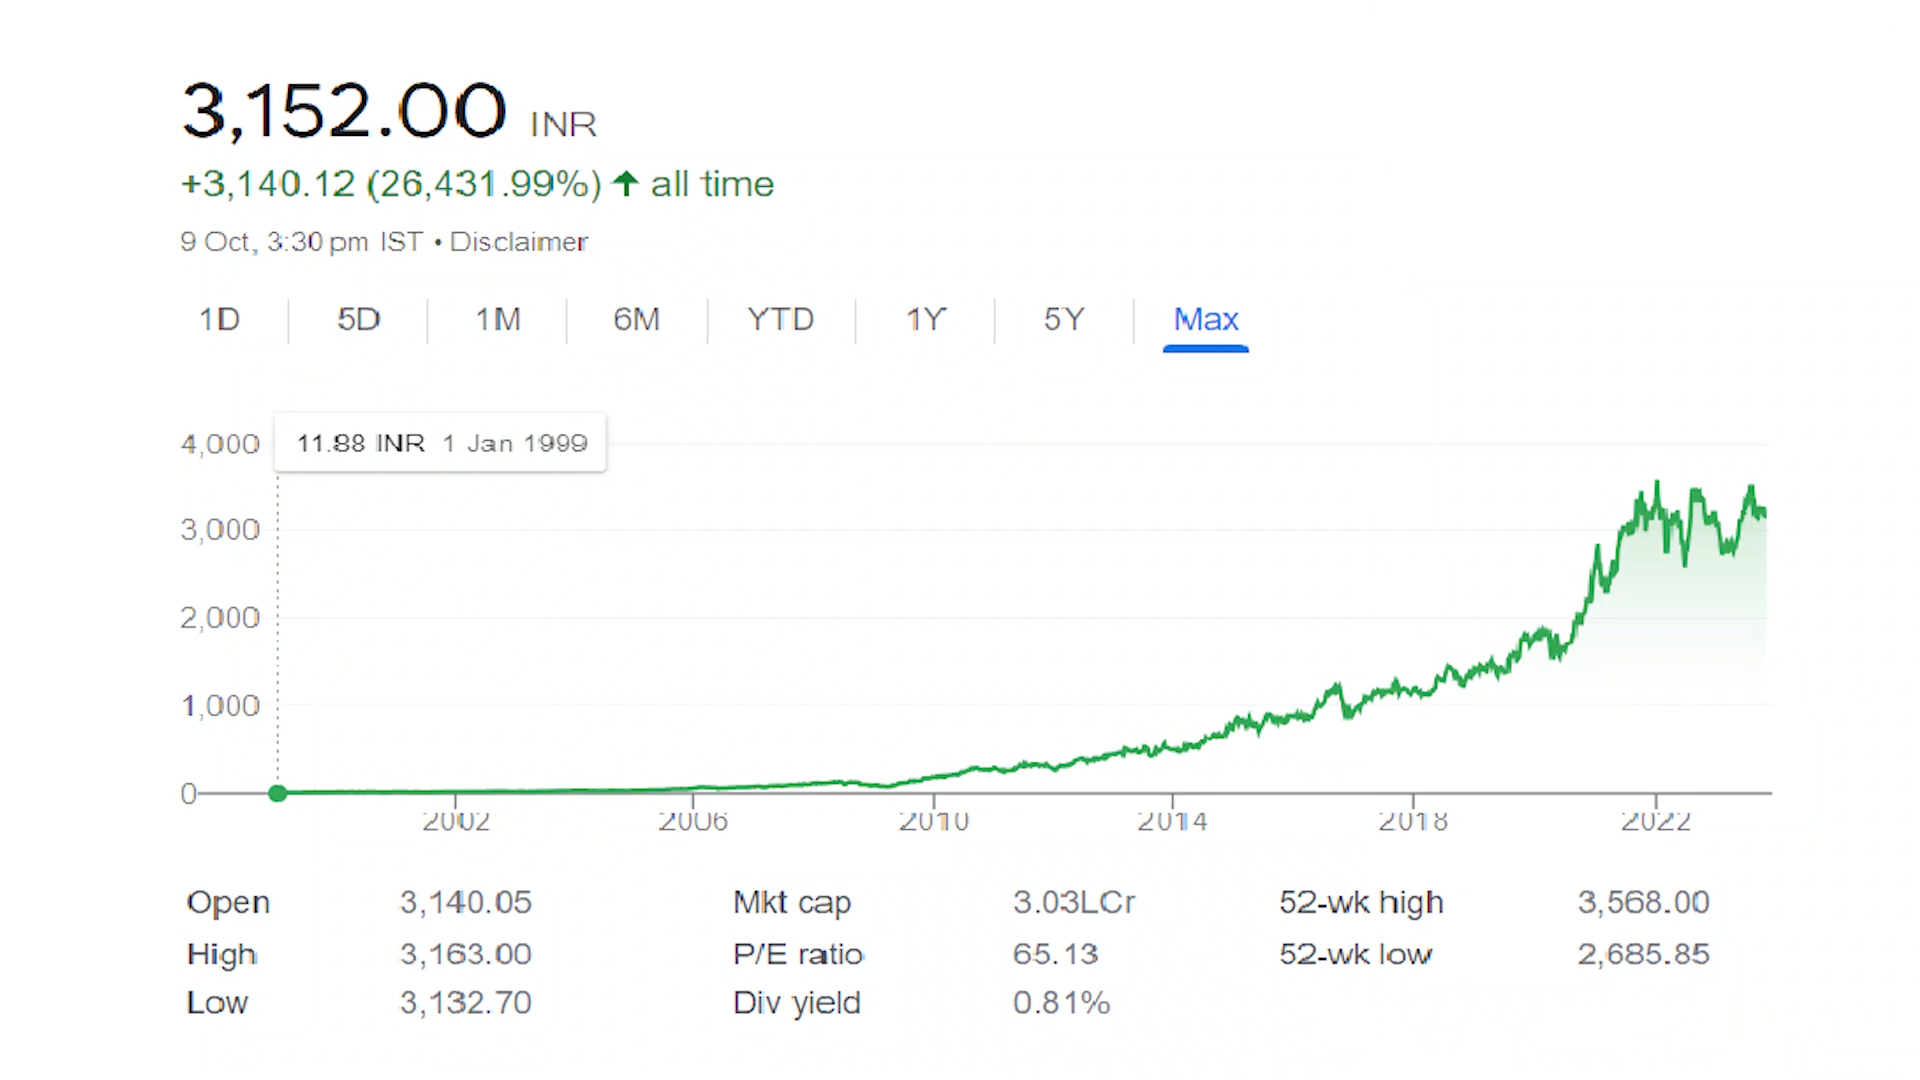 3,152.00 INR
+3,140.12 (26,431.99%) ↑ all time
9 Oct, 3:30 pm IST • Disclaimer
1D 5D 1M 6M YTD 1Y 5Y Max
11.88 INR 1 Jan 1999
4,000
3,000
2,000
1,000
0
2002 2006 2010 2014 2018 2022
Open 3,140.05 Mkt cap 3.03LCr 52-wk high 3,568.00
High 3,163.00 P/E ratio 65.13 52-wk low 2,685.85
Low 3,132.70 Div yield 0.81%